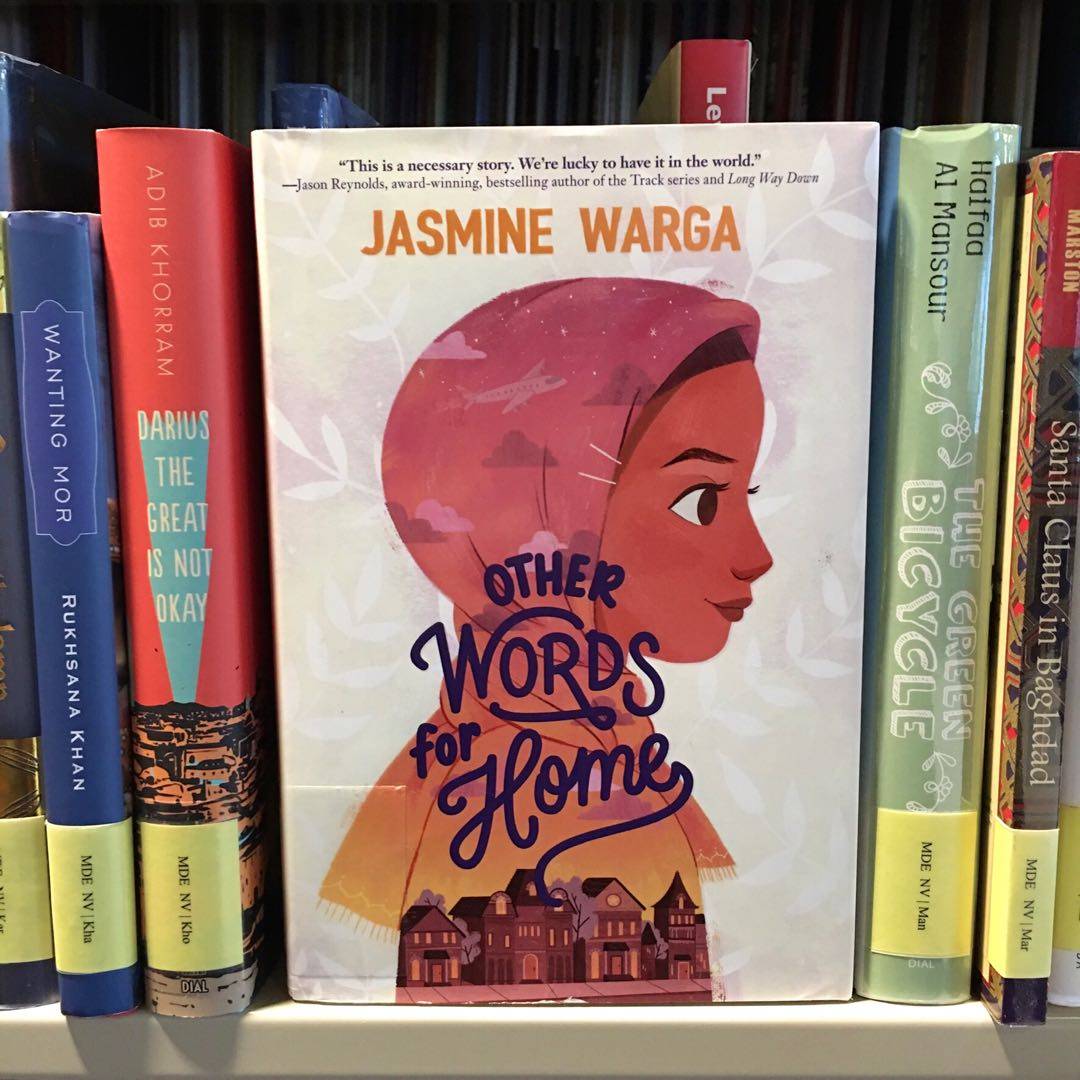 WANTING MOR
RUKHSANA KHAN
MDE NV | Kha
ADIB KHORRAM
DARIUS
THE
GREAT
IS NOT
OKAY
MDE NV | Kho
DIAL
“This is a necessary story. We’re lucky to have it in the world.”
—Jason Reynolds, award-winning, bestselling author of the Track series and Long Way Down
JASMINE WARGA
OTHER
WORDS
for
Home
Haifaa
Al Mansour
THE GREEN
BICYCLE
MDE NV | Man
DIAL
MARSTON
Santa Claus in Baghdad
MDE NV | Mar